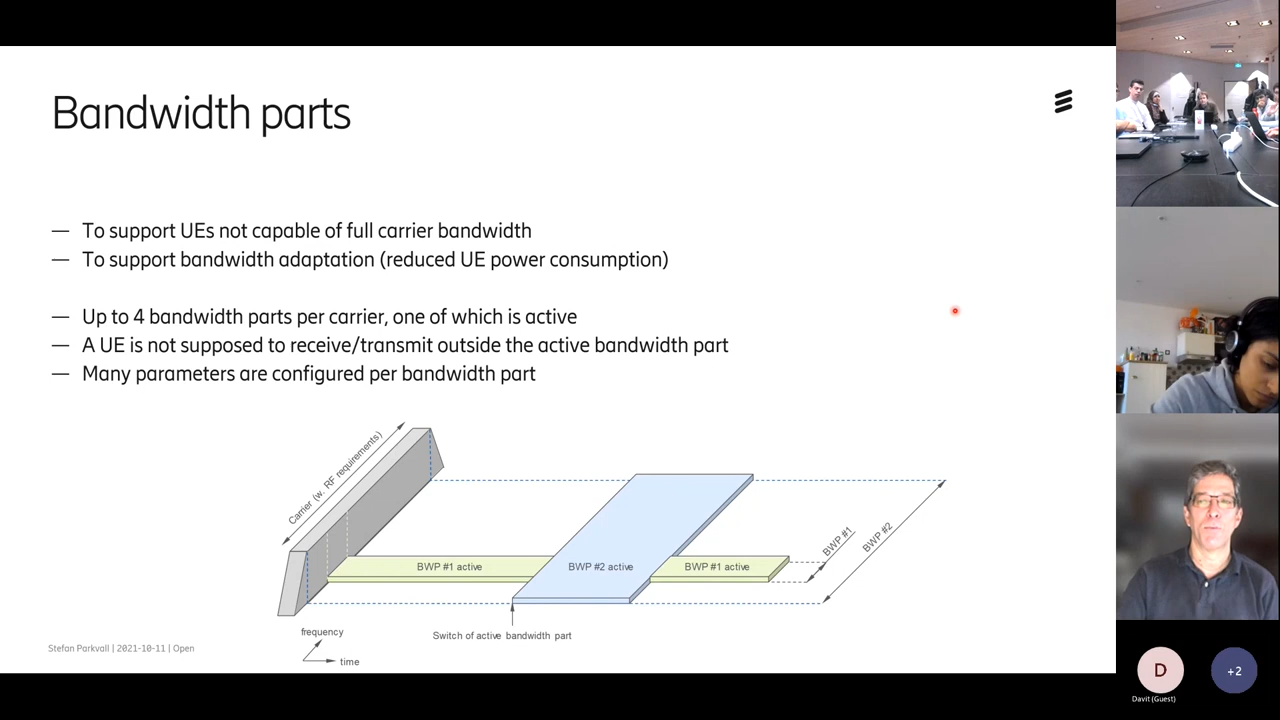 Bandwidth parts
— To support UEs not capable of full carrier bandwidth
— To support bandwidth adaptation (reduced UE power consumption)
— Up to 4 bandwidth parts per carrier, one of which is active
— A UE is not supposed to receive/transmit outside the active bandwidth part
— Many parameters are configured per bandwidth part
Carrier (w. RF requirements)
BWP #1 active
BWP #2 active
BWP #1 active
BWP #1
BWP #2
Switch of active bandwidth part
frequency
time
Stefan Parkvall | 2021-10-11 | Open
D
Davit (Guest)
+2